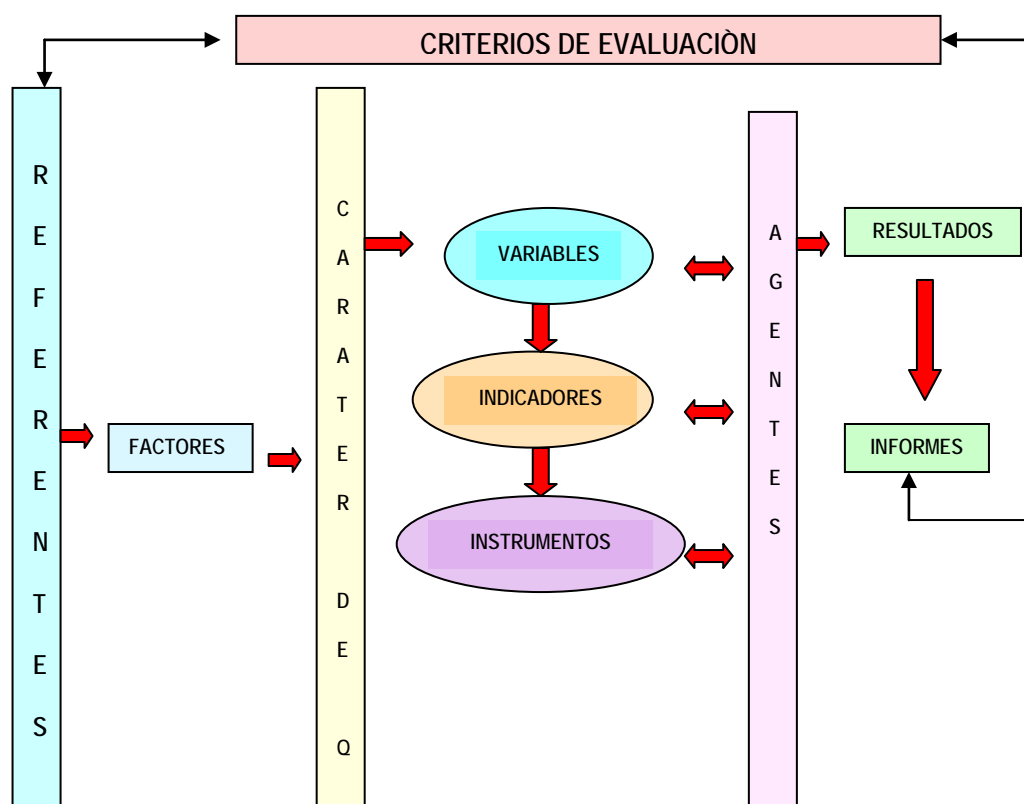 CRITERIOS DE EVALUACIÒN
REFERENTES
FACTORES
CARATER DE Q
VARIABLES
INDICADORES
INSTRUMENTOS
AGENTES
RESULTADOS
INFORMES